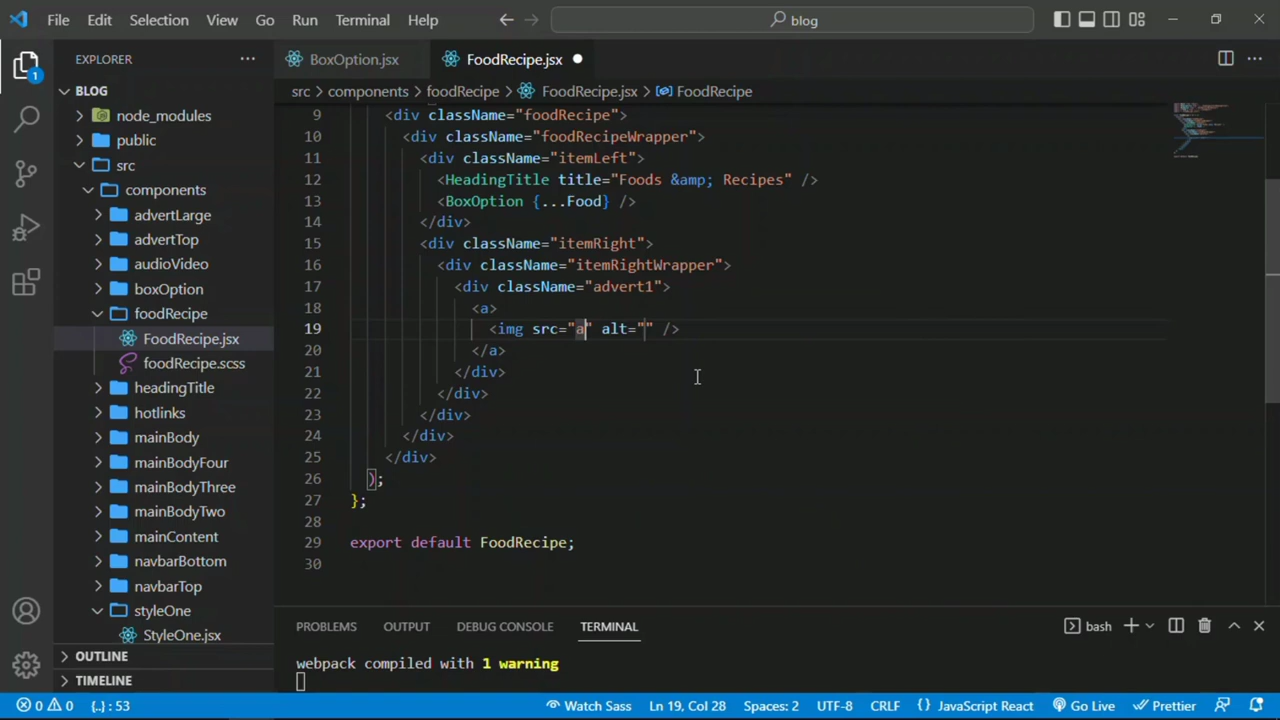 File Edit Selection View Go Run Terminal Help
blog
EXPLORER
BoxOption.jsx
FoodRecipe.jsx
1
BLOG
node_modules
public
src
components
advertLarge
advertTop
audioVideo
boxOption
foodRecipe
FoodRecipe.jsx
foodRecipe.scss
headingTitle
hotlinks
mainBody
mainBodyFour
mainBodyThree
mainBodyTwo
mainContent
navbarBottom
navbarTop
styleOne
StyleOne.jsx
OUTLINE
TIMELINE
src > components > foodRecipe > FoodRecipe.jsx > FoodRecipe
9 <div className="foodRecipe">
10 <div className="foodRecipeWrapper">
11 <div className="itemLeft">
12 <HeadingTitle title="Foods &amp; Recipes" />
13 <BoxOption {...Food} />
14 </div>
15 <div className="itemRight">
16 <div className="itemRightWrapper">
17 <div className="advert1">
18 <a>
19 <img src="a" alt="" />
20 </a>
21 </div>
22 </div>
23 </div>
24 </div>
25 </div>
26 );
27 };
28
29 export default FoodRecipe;
30
PROBLEMS OUTPUT DEBUG CONSOLE TERMINAL
bash
webpack compiled with 1 warning
0 0 {..} : 53 Watch Sass Ln 19, Col 28 Spaces: 2 UTF-8 CRLF {} JavaScript React Go Live Prettier